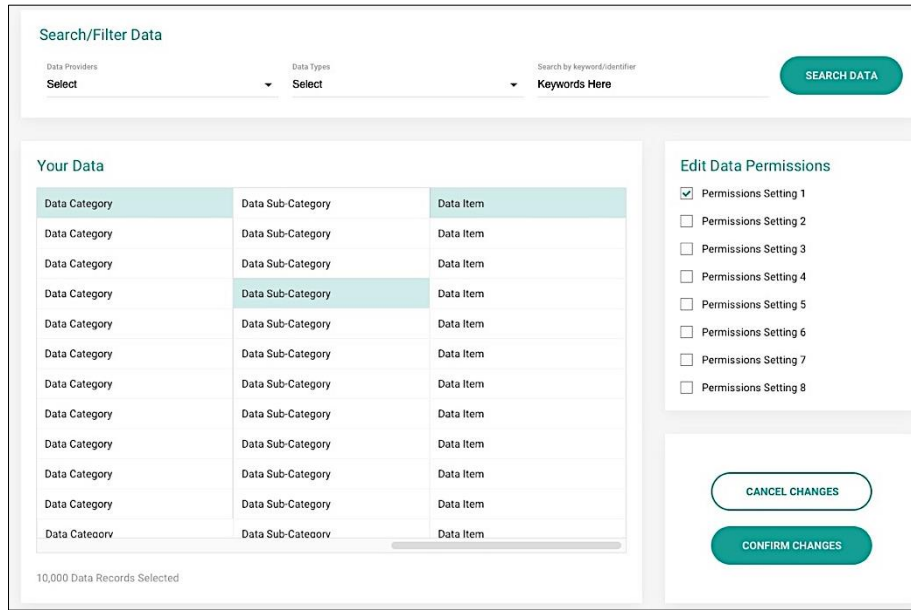 Search/Filter Data
Data Providers
Select
Data Types
Select
Search by keyword/identifier
Keywords Here
SEARCH DATA
Your Data
Data Category Data Sub-Category Data Item
Data Category Data Sub-Category Data Item
Data Category Data Sub-Category Data Item
Data Category Data Sub-Category Data Item
Data Category Data Sub-Category Data Item
Data Category Data Sub-Category Data Item
Data Category Data Sub-Category Data Item
Data Category Data Sub-Category Data Item
Data Category Data Sub-Category Data Item
Data Category Data Sub-Category Data Item
Data Category Data Sub-Category Data Item
Data Category Data Sub-Category Data Item
10,000 Data Records Selected
Edit Data Permissions
Permissions Setting 1
Permissions Setting 2
Permissions Setting 3
Permissions Setting 4
Permissions Setting 5
Permissions Setting 6
Permissions Setting 7
Permissions Setting 8
CANCEL CHANGES
CONFIRM CHANGES